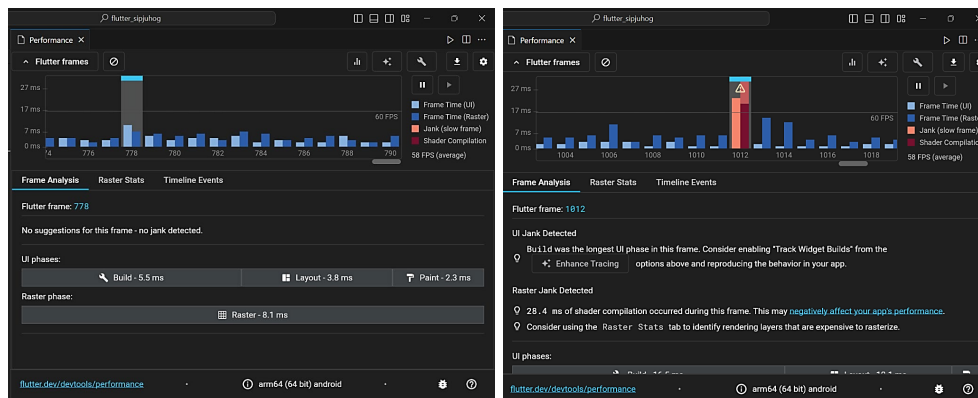 flutter_sipjuhog
Performance
Flutter frames
27 ms
17 ms
7 ms
0 ms
60 FPS
Frame Time (UI)
Frame Time (Raster)
Jank (slow frame)
Shader Compilation
58 FPS (average)
776 778 780 782 784 786 788 790
Frame Analysis Raster Stats Timeline Events
Flutter frame: 778
No suggestions for this frame - no jank detected.
UI phases:
Build - 5.5 ms Layout - 3.8 ms Paint - 2.3 ms
Raster phase:
Raster - 8.1 ms
flutter.dev/devtools/performance · arm64 (64 bit) android ·
flutter_sipjuhog
Performance
Flutter frames
27 ms
17 ms
7 ms
0 ms
60 FPS
Frame Time (UI)
Frame Time (Raste
Jank (slow frame)
Shader Compilation
58 FPS (average)
1004 1006 1008 1010 1012 1014 1016 1018
Frame Analysis Raster Stats Timeline Events
Flutter frame: 1012
UI Jank Detected
Build was the longest UI phase in this frame. Consider enabling "Track Widget Builds" from the
Enhance Tracing options above and reproducing the behavior in your app.
Raster Jank Detected
28.4 ms of shader compilation occurred during this frame. This may negatively affect your app's performance.
Consider using the Raster Stats tab to identify rendering layers that are expensive to rasterize.
UI phases:
flutter.dev/devtools/performance · arm64 (64 bit) android ·